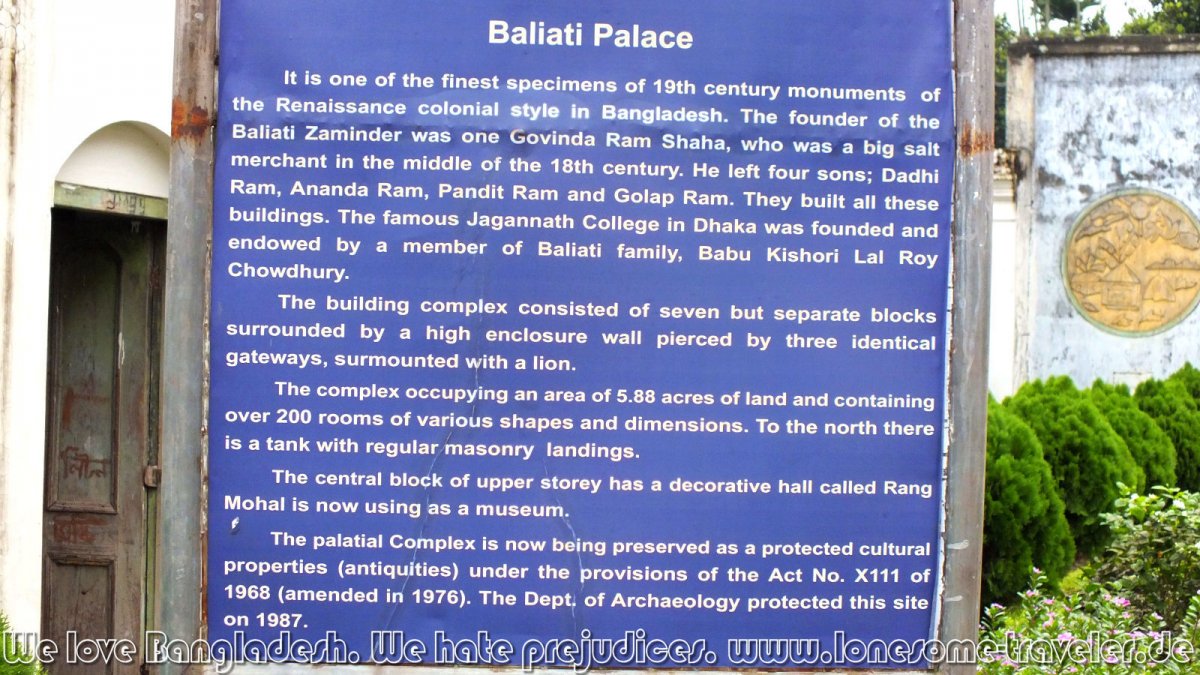 Baliati Palace
It is one of the finest specimens of 19th century monuments of
the Renaissance colonial style in Bangladesh. The founder of the
Baliati Zaminder was one Govinda Ram Shaha, who was a big salt
merchant in the middle of the 18th century. He left four sons; Dadhi
Ram, Ananda Ram, Pandit Ram and Golap Ram. They built all these
buildings. The famous Jagannath College in Dhaka was founded and
endowed by a member of Baliati family, Babu Kishori Lal Roy
Chowdhury.
The building complex consisted of seven but separate blocks
surrounded by a high enclosure wall pierced by three identical
gateways, surmounted with a lion.
The complex occupying an area of 5.88 acres of land and containing
over 200 rooms of various shapes and dimensions. To the north there
is a tank with regular masonry landings.
The central block of upper storey has a decorative hall called Rang
Mohal is now using as a museum.
The palatial Complex is now being preserved as a protected cultural
properties (antiquities) under the provisions of the Act No. X111 of
1968 (amended in 1976). The Dept. of Archaeology protected this site
on 1987.
We love Bangladesh. We hate prejudices. www.lonesome-traveler.de